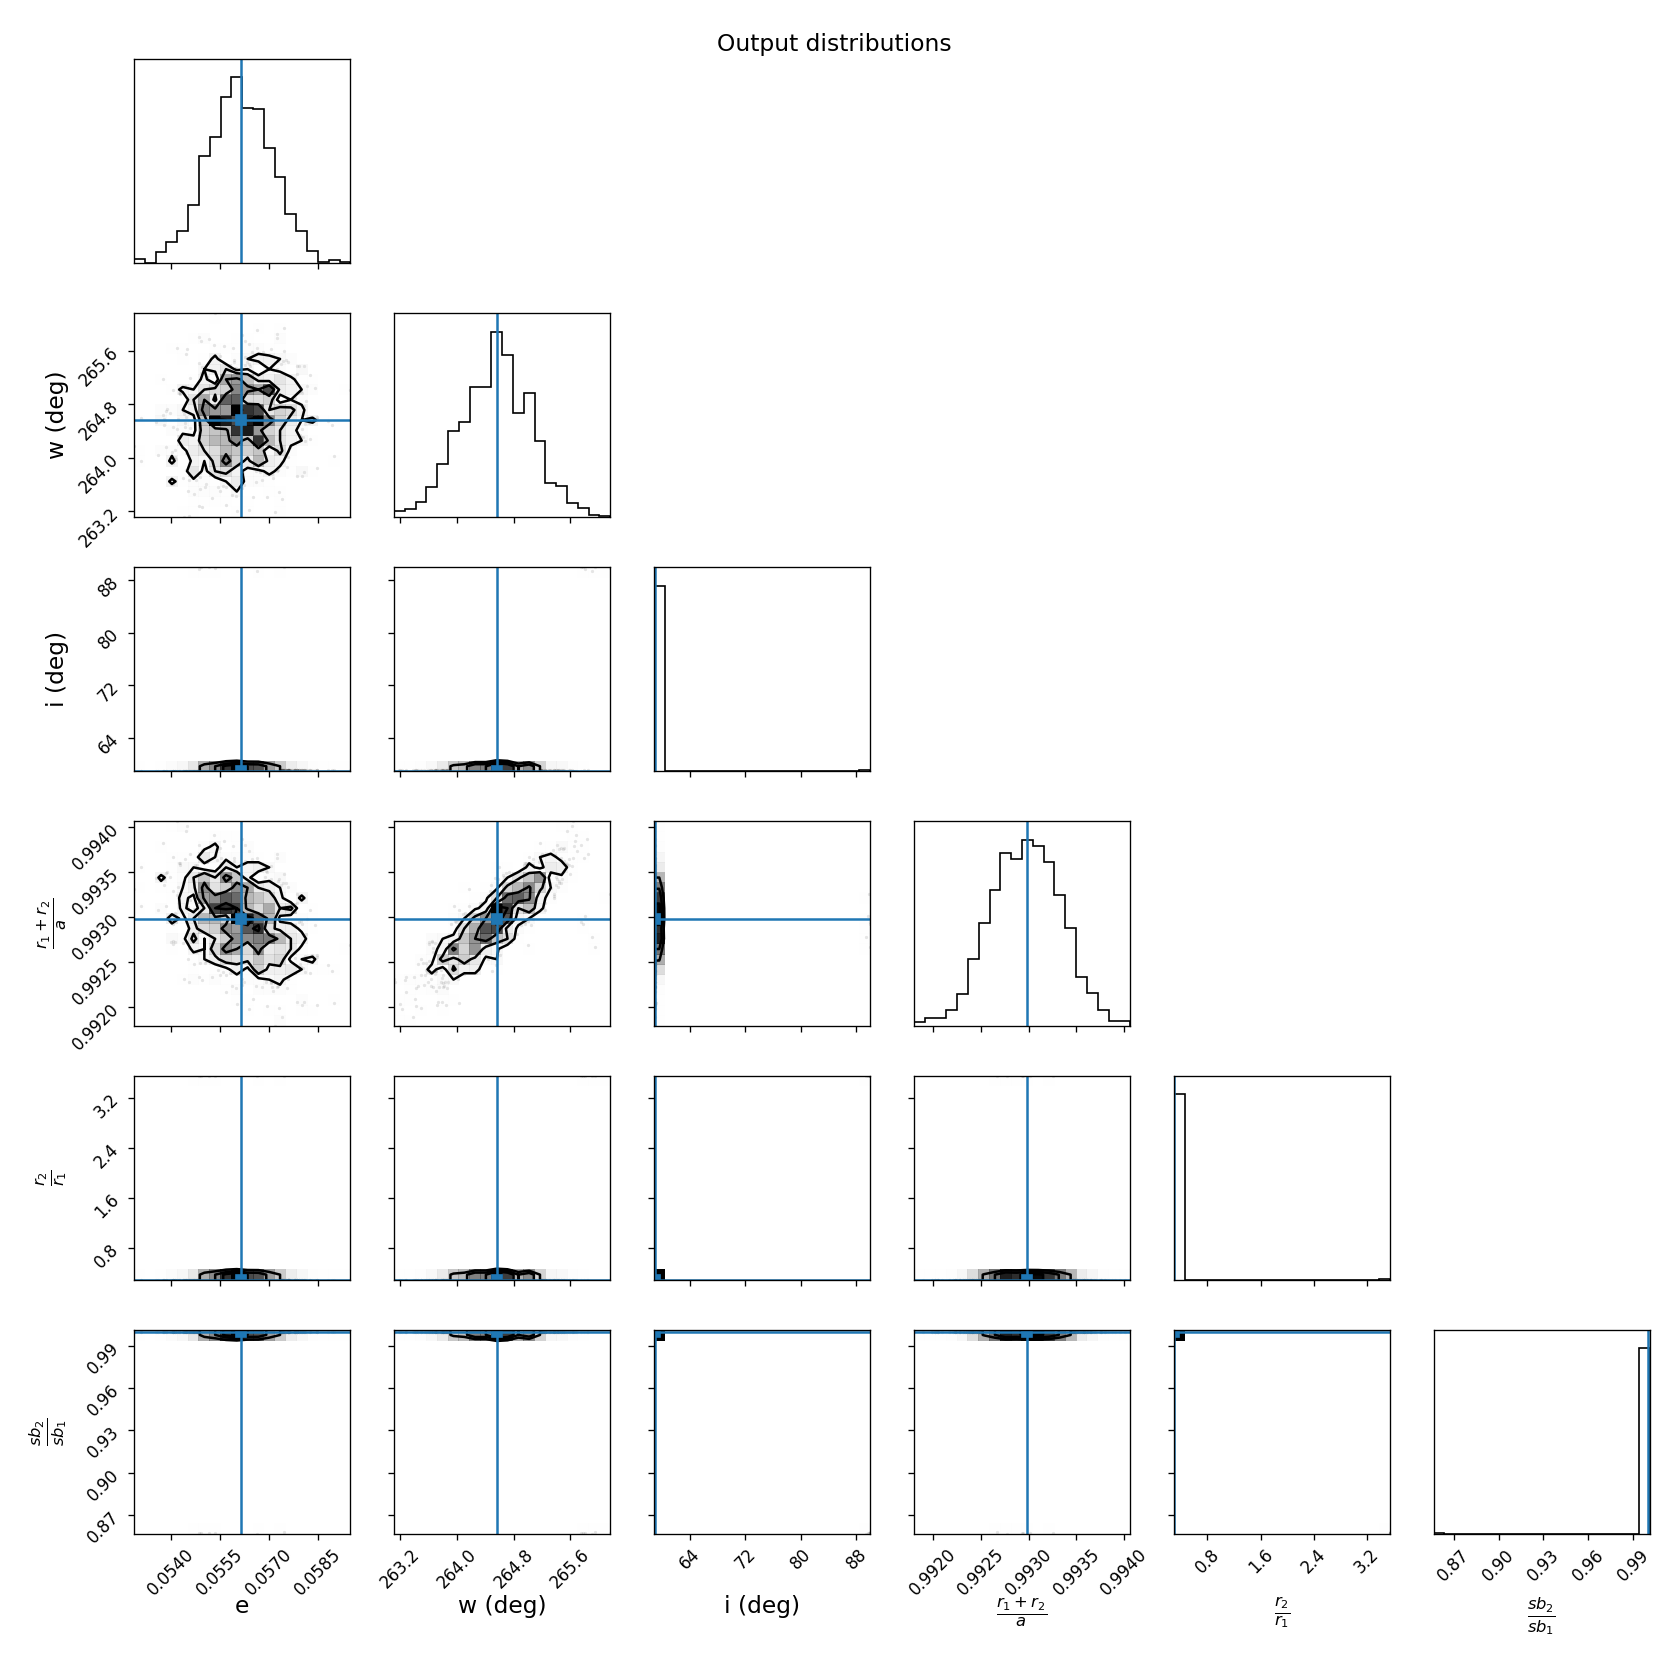 Output distributions
w (deg)
265.6
264.8
264.0
263.2
i (deg)
88
80
72
64
r₁ + r₂
a
0.9940
0.9935
0.9930
0.9925
0.9920
r₂
r₁
3.2
2.4
1.6
0.8
sb₂
sb₁
0.99
0.96
0.93
0.90
0.87
0.0540 0.0555 0.0570 0.0585
e
263.2 264.0 264.8 265.6
w (deg)
64 72 80 88
i (deg)
0.9920 0.9925 0.9930 0.9935 0.9940
r₁ + r₂
a
0.8 1.6 2.4 3.2
r₂
r₁
0.87 0.90 0.93 0.96 0.99
sb₂
sb₁